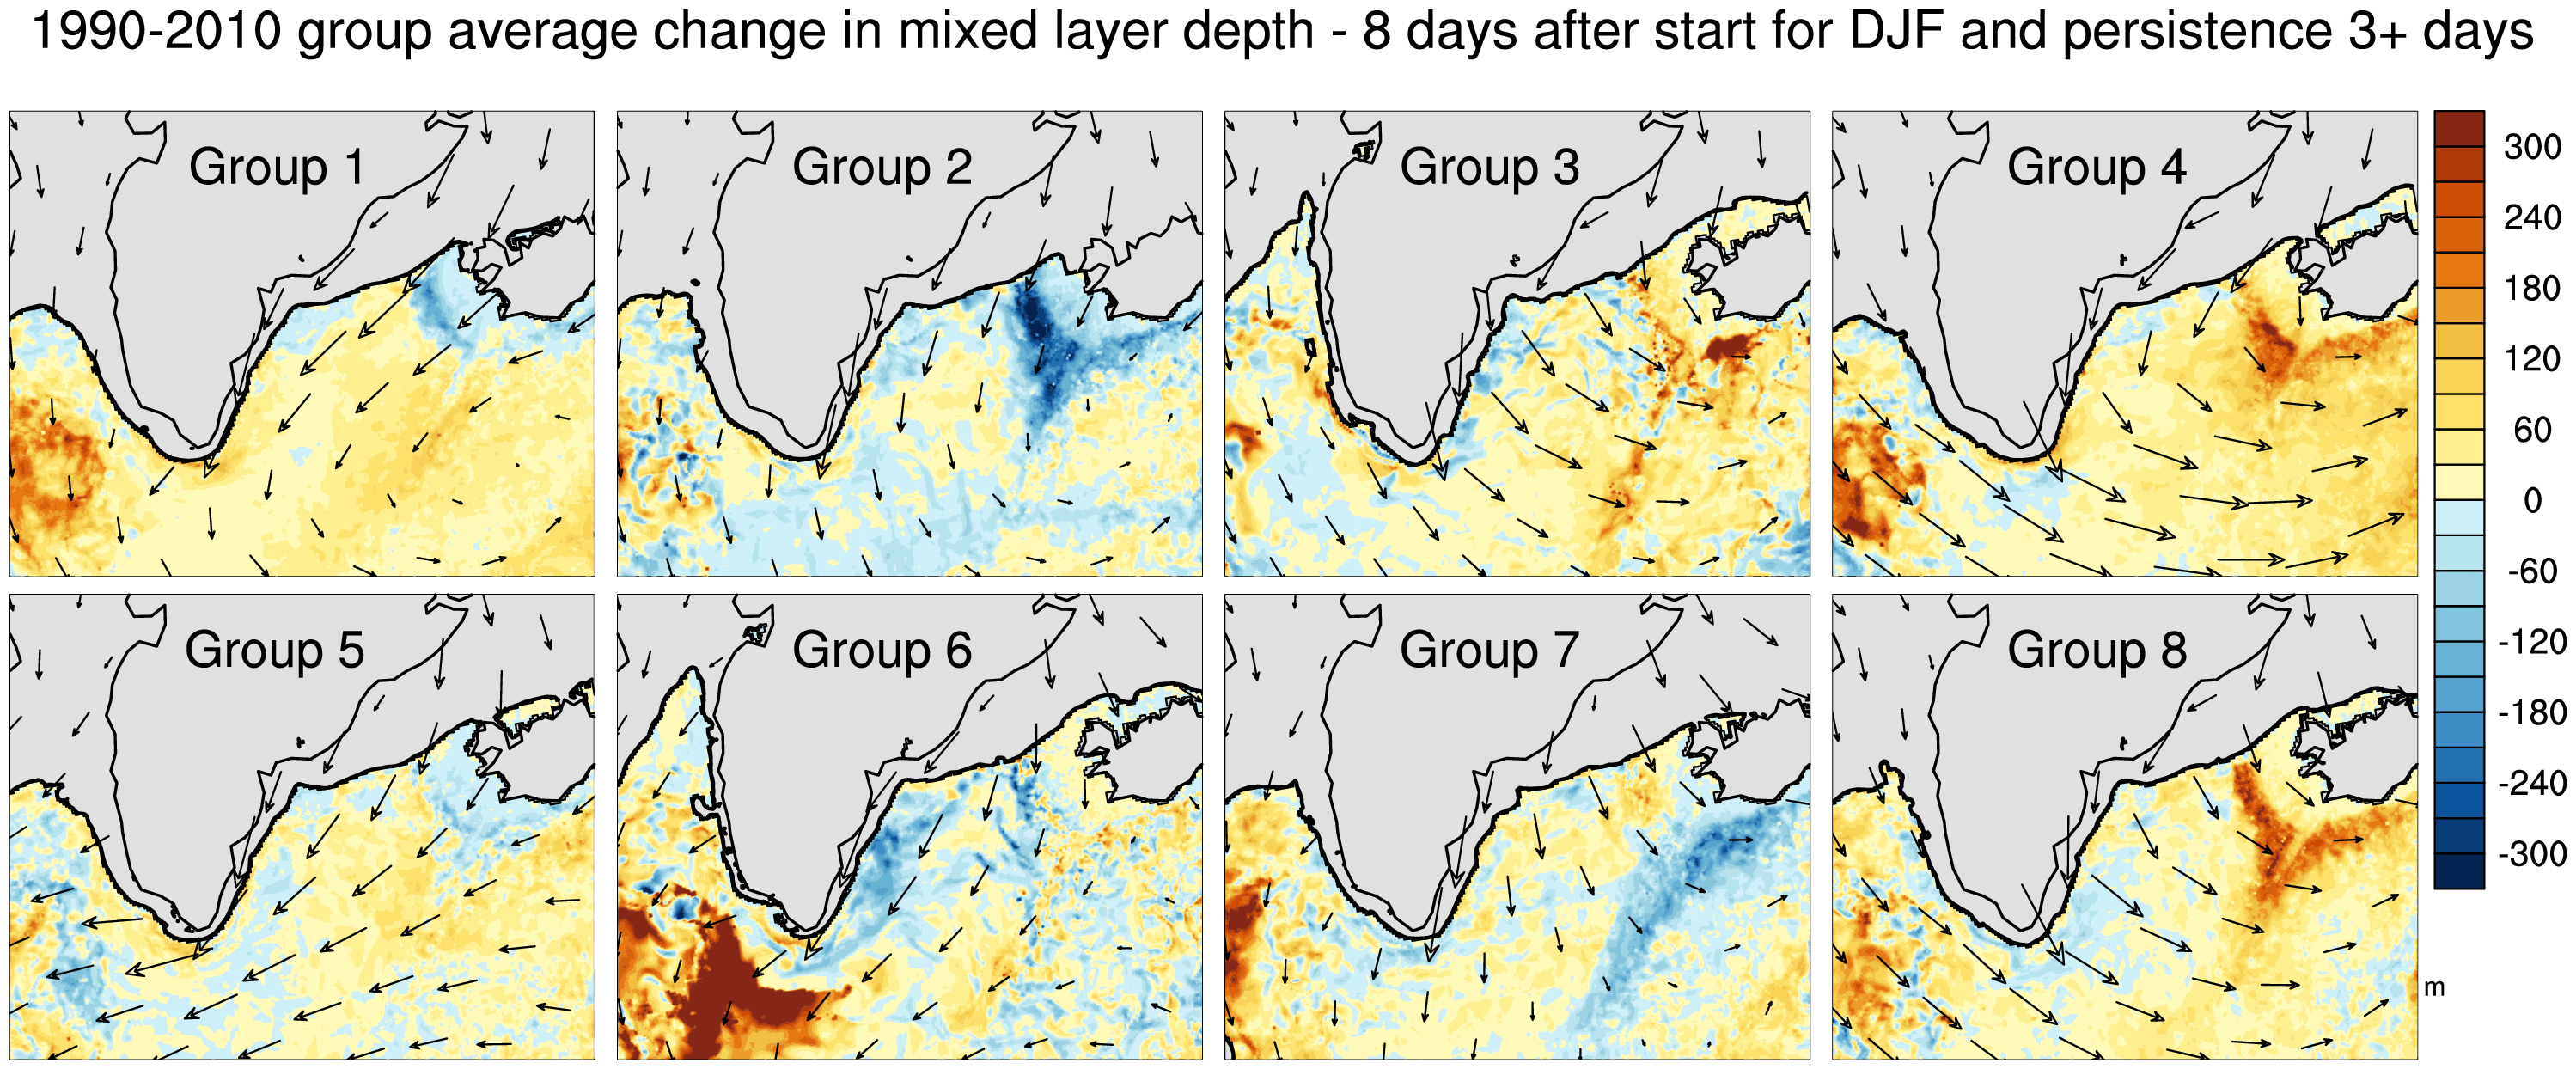 1990-2010 group average change in mixed layer depth - 8 days after start for DJF and persistence 3+ days
Group 1
Group 2
Group 3
Group 4
Group 5
Group 6
Group 7
Group 8
300
240
180
120
60
0
-60
-120
-180
-240
-300
m